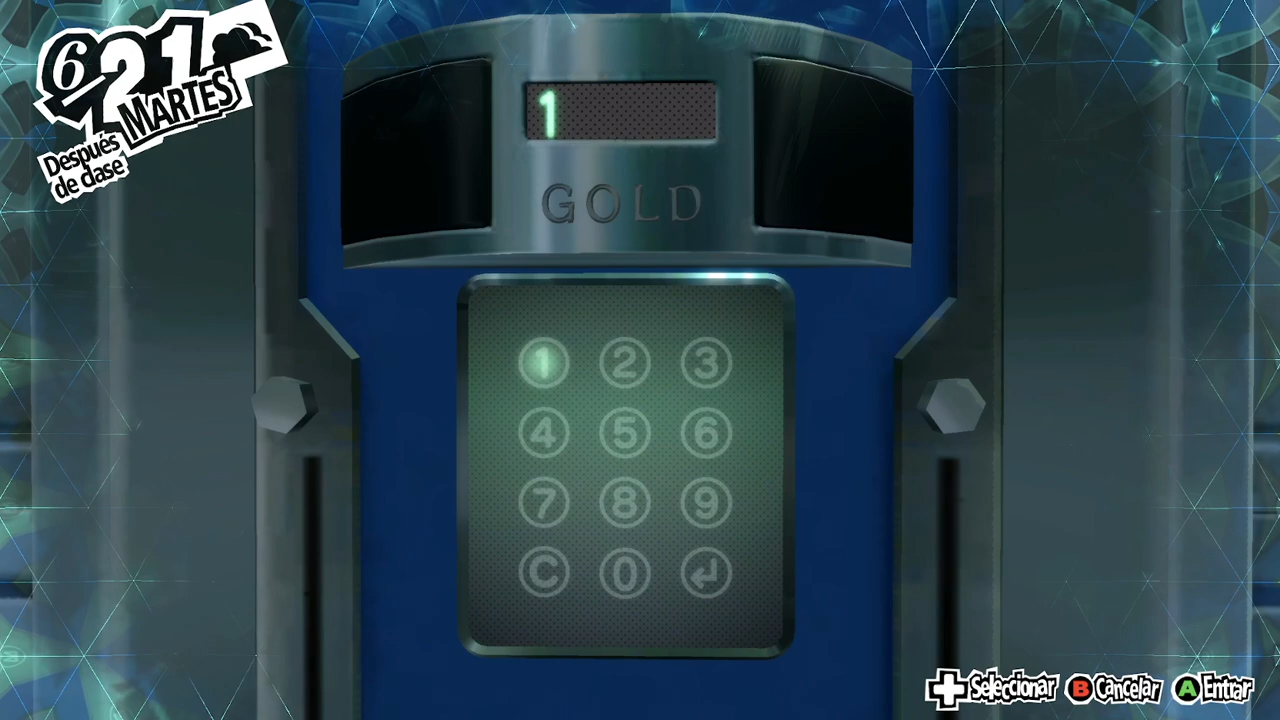 6/21
MARTES
Después
de clase
1
GOLD
1 2 3
4 5 6
7 8 9
C 0 ↵
Seleccionar B Cancelar A Entrar